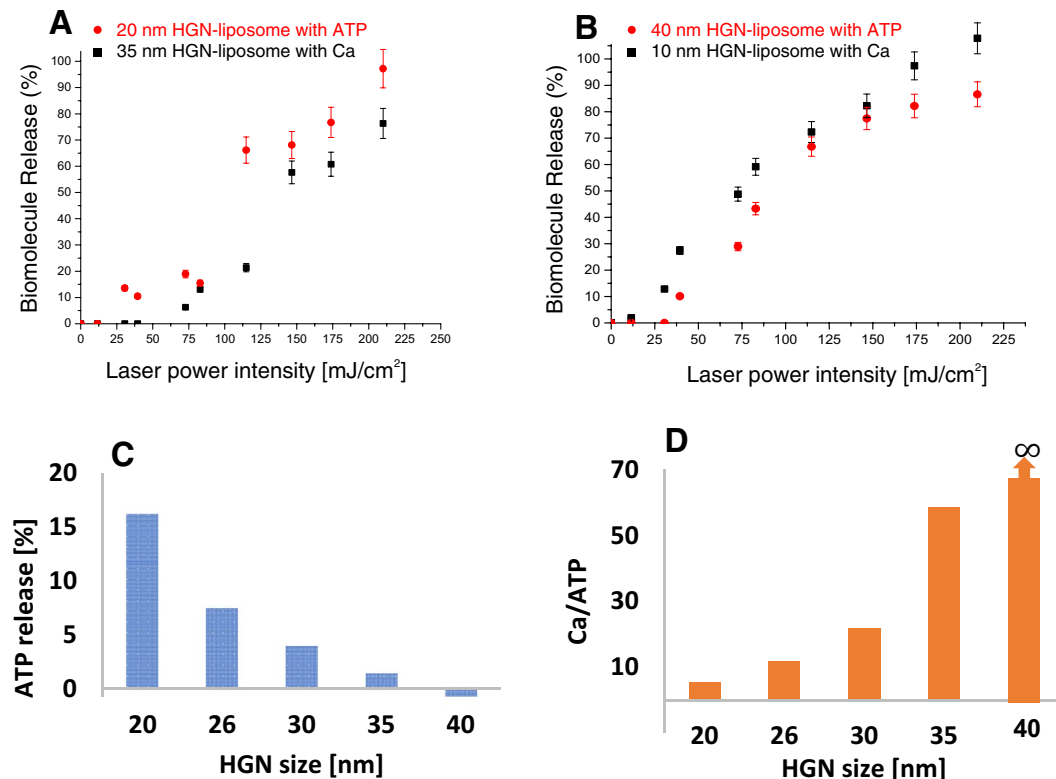 A
20 nm HGN-liposome with ATP
35 nm HGN-liposome with Ca
Biomolecule Release (%)
100
90
80
70
60
50
40
30
20
10
0
0 25 50 75 100 125 150 175 200 225 250
Laser power intensity [mJ/cm²]
B
40 nm HGN-liposome with ATP
10 nm HGN-liposome with Ca
Biomolecule Release (%)
100
90
80
70
60
50
40
30
20
10
0
0 25 50 75 100 125 150 175 200 225
Laser power intensity [mJ/cm²]
C
ATP release [%]
20
15
10
5
0
20 26 30 35 40
HGN size [nm]
D
Ca/ATP
∞
70
50
30
10
20 26 30 35 40
HGN size [nm]